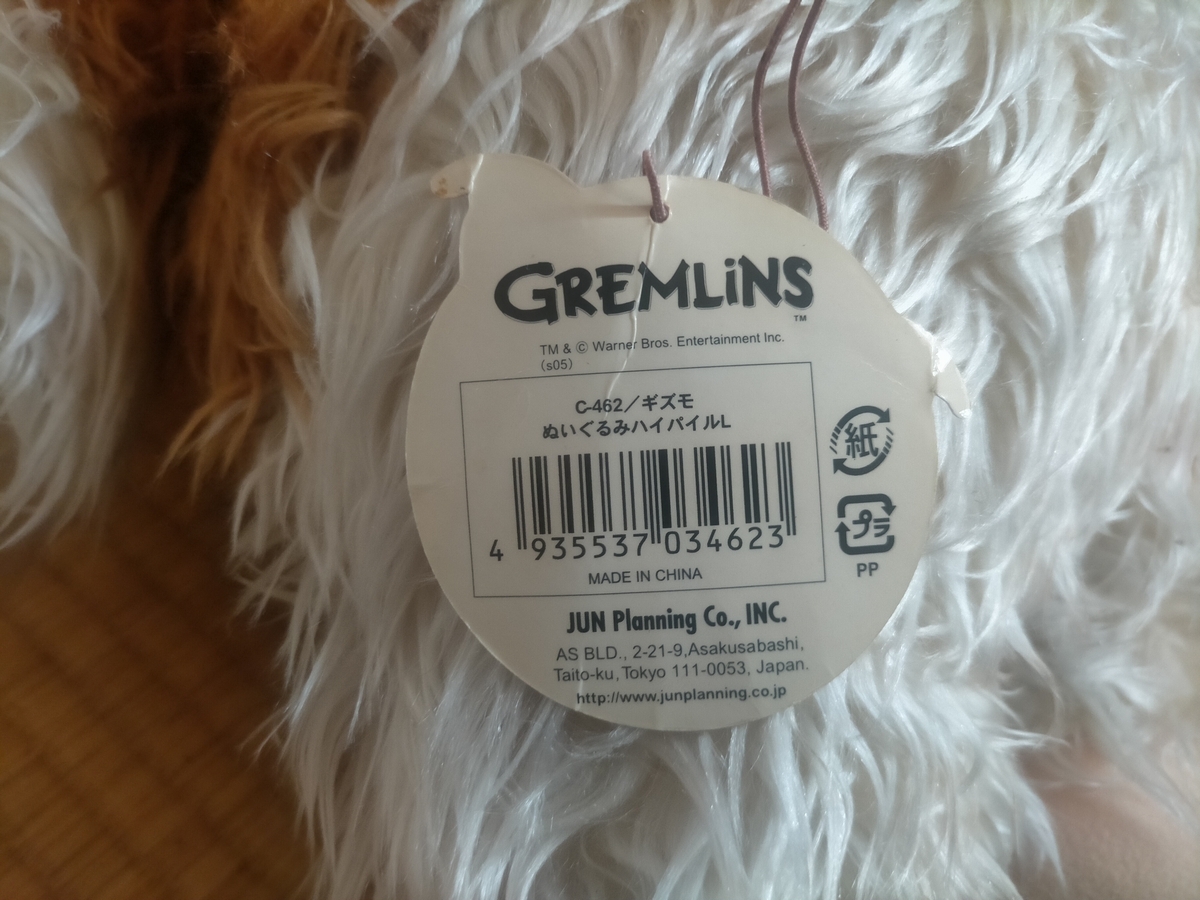 GREMLiNS
TM
TM & © Warner Bros. Entertainment Inc.
(s05)
C-462/ギズモ
ぬいぐるみハイパイルL
4 935537 034623
MADE IN CHINA
紙
プラ
PP
JUN Planning Co., INC.
AS BLD., 2-21-9,Asakusabashi,
Taito-ku, Tokyo 111-0053, Japan.
http://www.junplanning.co.jp